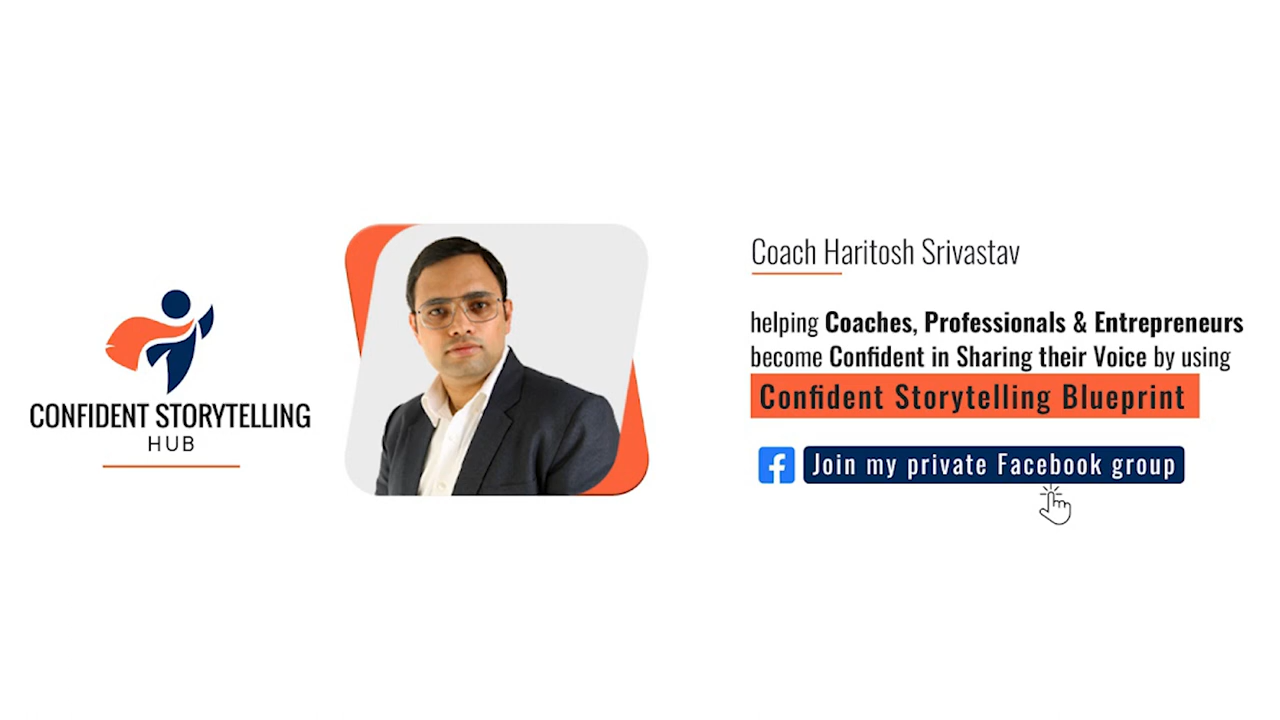 CONFIDENT STORYTELLING
HUB
Coach Haritosh Srivastav
helping Coaches, Professionals & Entrepreneurs
become Confident in Sharing their Voice by using
Confident Storytelling Blueprint
Join my private Facebook group